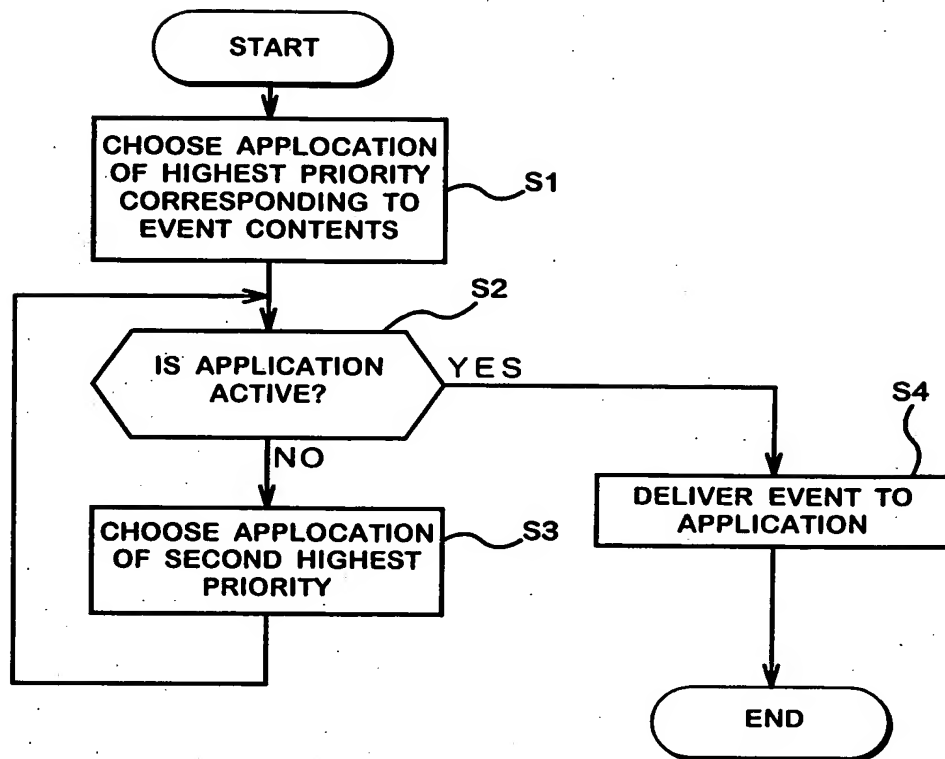 START
CHOOSE APPLOCATION
OF HIGHEST PRIORITY
CORRESPONDING TO
EVENT CONTENTS
S1
S2
IS APPLICATION
ACTIVE?
YES
NO
S4
DELIVER EVENT TO
APPLICATION
CHOOSE APPLOCATION
OF SECOND HIGHEST
PRIORITY
S3
END